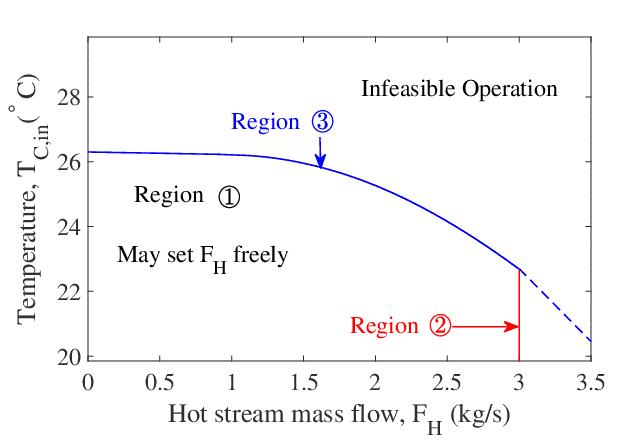 Infeasible Operation
Region ③
Region ①
May set F_H freely
Region ②
28
26
24
22
20
0
0.5
1
1.5
2
2.5
3
3.5
Temperature, T_C,in(°C)
Hot stream mass flow, F_H (kg/s)